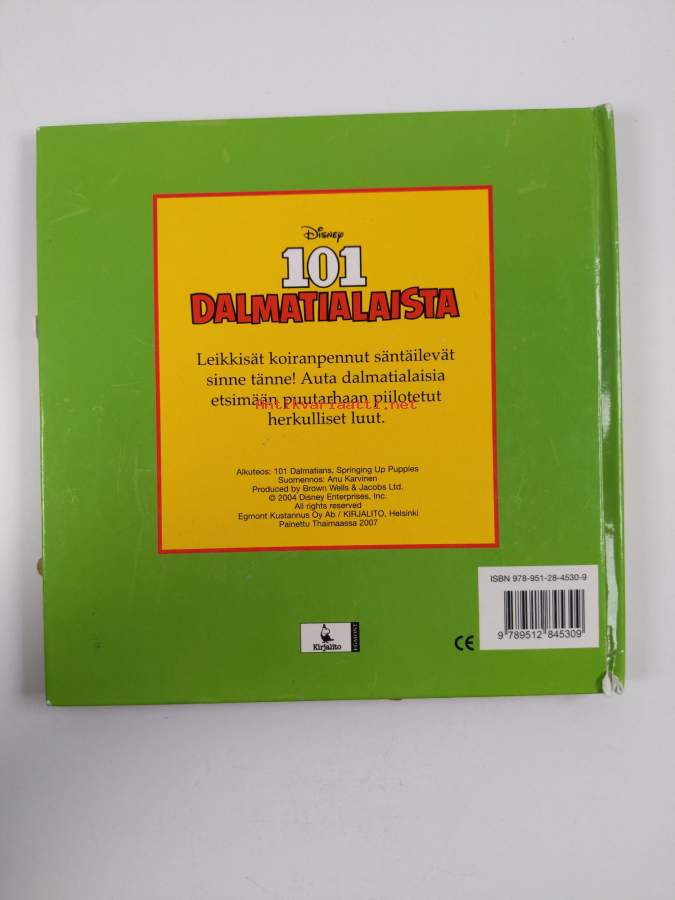 Disney
101
DALMATIALAISTA
Leikkisät koiranpennut säntäilevät
sinne tänne! Auta dalmatialaisia
etsimään puutarhaan piilotetut
Antikvariaatti.net
herkulliset luut.
Alkuteos: 101 Dalmatians, Springing Up Puppies
Suomennos: Anu Karvinen
Produced by Brown Wells & Jacobs Ltd.
© 2004 Disney Enterprises, Inc.
All rights reserved
Egmont Kustannus Oy Ab / KIRJALITO, Helsinki
Painettu Thaimaassa 2007
ISBN 978-951-28-4530-9
9 789512 845309
Kirjalito
EGMONT
CE